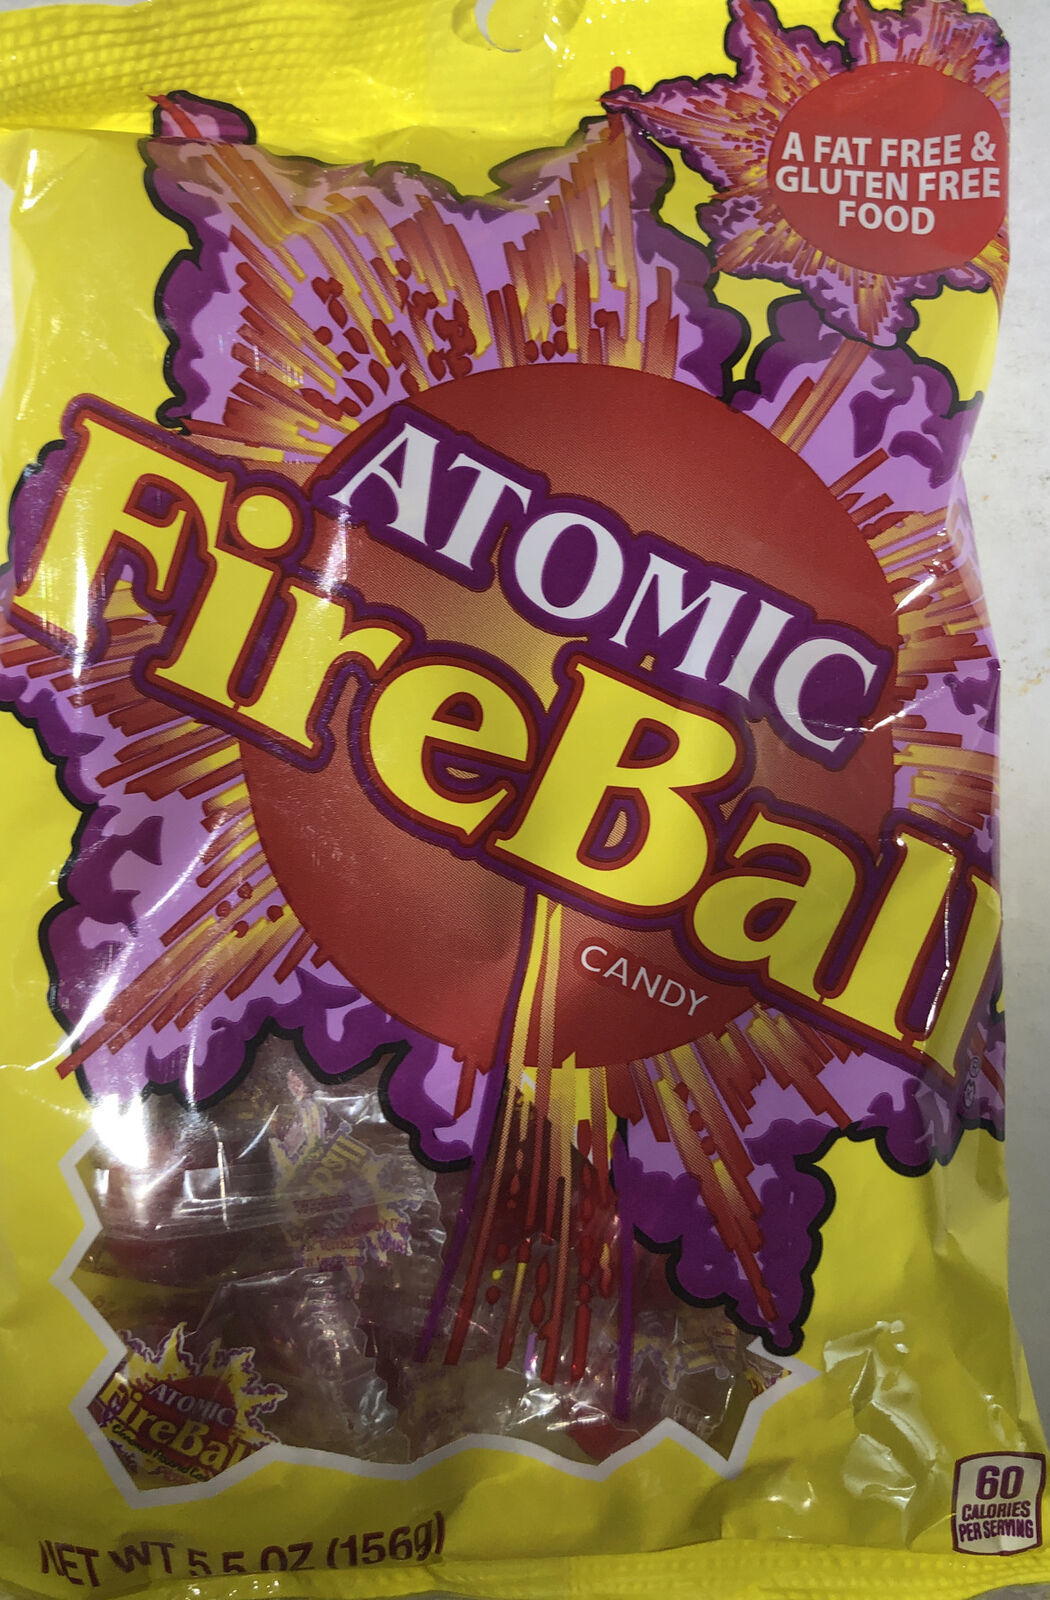 A FAT FREE &
GLUTEN FREE
FOOD
ATOMIC
FireBall
CANDY
ATOMIC
FireBal
60
CALORIES
PER SERVING
NET WT 5.5 OZ (156g)